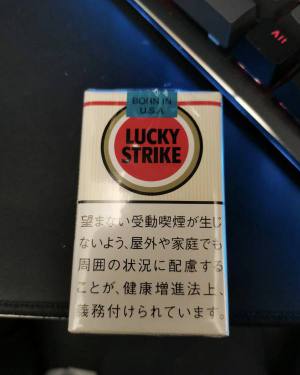 Alt
BORN IN
U.S.A.
LUCKY
STRIKE
望まない受動喫煙が生じ
ないよう、屋外や家庭でも
周囲の状況に配慮する
ことが、健康増進法上、
義務付けられています。